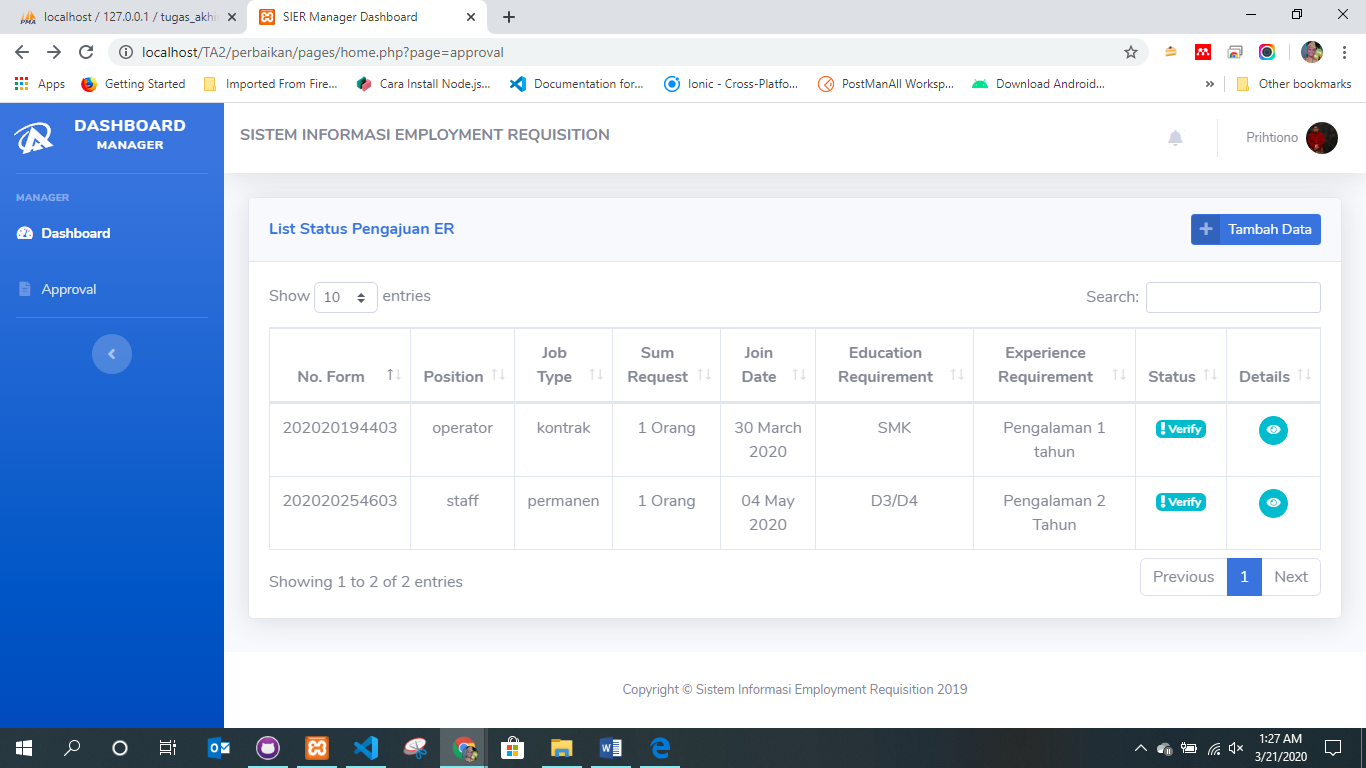 PMA
localhost / 127.0.0.1 / tugas_akhi
SIER Manager Dashboard
localhost/TA2/perbaikan/pages/home.php?page=approval
Apps
Getting Started
Imported From Fire...
Cara Install Node.js...
Documentation for...
Ionic - Cross-Platfo...
PostManAll Worksp...
Download Android...
»
Other bookmarks
DASHBOARD
MANAGER
SISTEM INFORMASI EMPLOYMENT REQUISITION
Prihtiono
MANAGER
Dashboard
Approval
List Status Pengajuan ER
+ Tambah Data
Show 10 entries
Search:
No. Form Position Job Type Sum Request Join Date Education Requirement Experience Requirement Status Details
202020194403 operator kontrak 1 Orang 30 March 2020 SMK Pengalaman 1 tahun ! Verify
202020254603 staff permanen 1 Orang 04 May 2020 D3/D4 Pengalaman 2 Tahun ! Verify
Showing 1 to 2 of 2 entries
Previous 1 Next
Copyright © Sistem Informasi Employment Requisition 2019
1:27 AM
3/21/2020